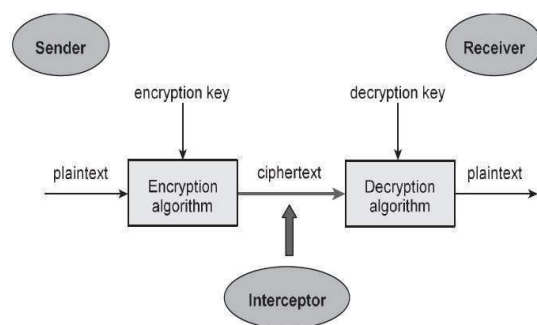 Sender
Receiver
encryption key
decryption key
plaintext
Encryption
algorithm
ciphertext
Decryption
algorithm
plaintext
Interceptor